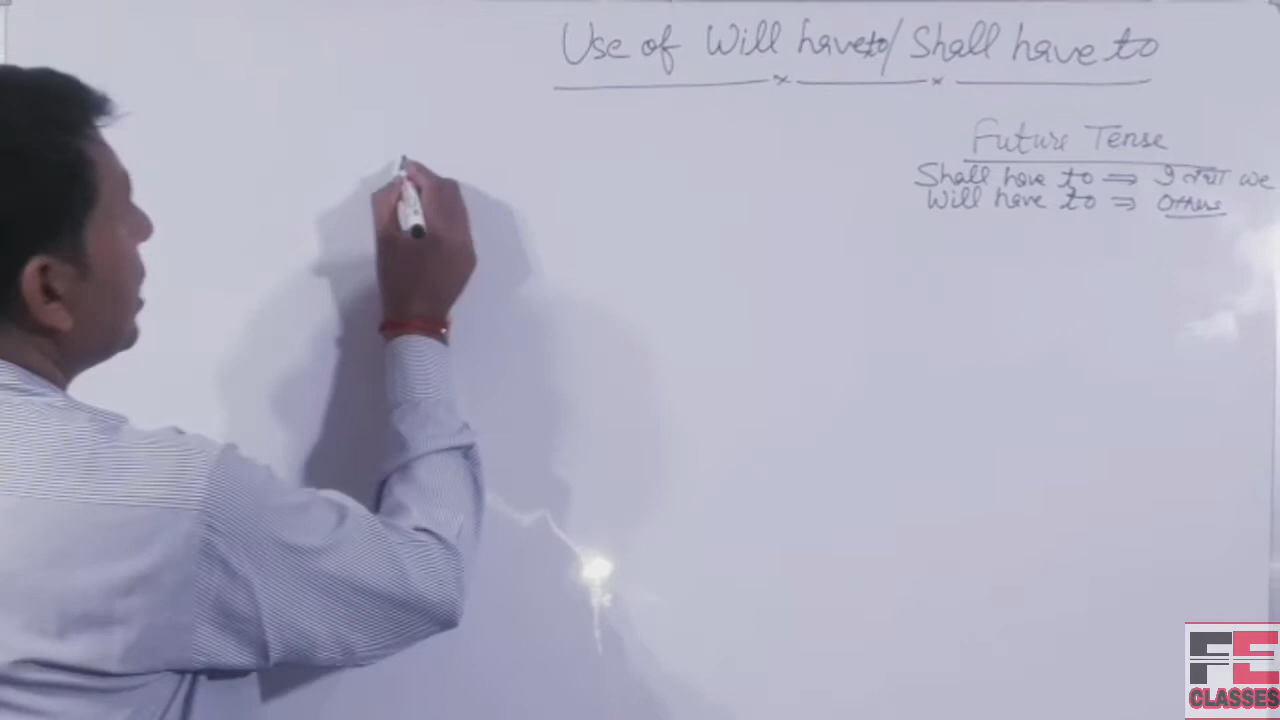 Use of Will have to / Shall have to
Future Tense
Shall have to ⇒ I तथा we
Will have to ⇒ Others
FE
CLASSES